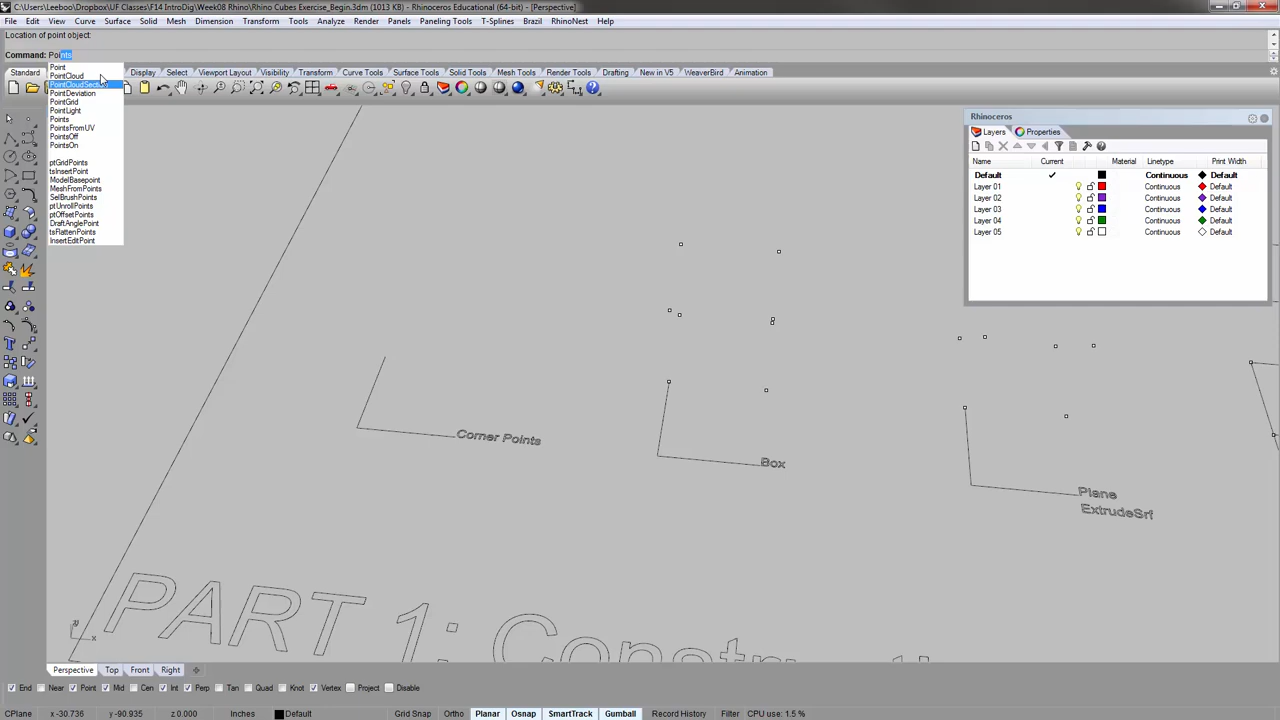 C:\Users\Leeboo\Dropbox\UF Classes\F14 IntroDig\Week08 Rhino\Rhino Cubes Exercise_Begin.3dm (1013 KB) - Rhinoceros Educational (64-bit) - [Perspective]
File Edit View Curve Surface Solid Mesh Dimension Transform Tools Analyze Render Panels Paneling Tools T-Splines Brazil RhinoNest Help
Location of point object:
Command: Points
Standard Display Select Viewport Layout Visibility Transform Curve Tools Surface Tools Solid Tools Mesh Tools Render Tools Drafting New in V5 WeaverBird Animation
Point
PointCloud
PointCloudSecti
PointDeviation
PointGrid
PointLight
Points
PointsFromUV
PointsOff
PointsOn
ptGridPoints
tsInsertPoint
ModelBasepoint
MeshFromPoints
SelBrushPoints
ptUnrollPoints
ptOffsetPoints
DraftAnglePoint
tsFlattenPoints
InsertEditPoint
Rhinoceros
Layers Properties
Name Current Material Linetype Print Width
Default Continuous Default
Layer 01 Continuous Default
Layer 02 Continuous Default
Layer 03 Continuous Default
Layer 04 Continuous Default
Layer 05 Continuous Default
Corner Points
Box
Plane
ExtrudeSrf
PART 1: Constructi
y
x
Perspective Top Front Right
End Near Point Mid Cen Int Perp Tan Quad Knot Vertex Project Disable
CPlane x -30.736 y -90.935 z 0.000 Inches Default Grid Snap Ortho Planar Osnap SmartTrack Gumball Record History Filter CPU use: 1.5 %